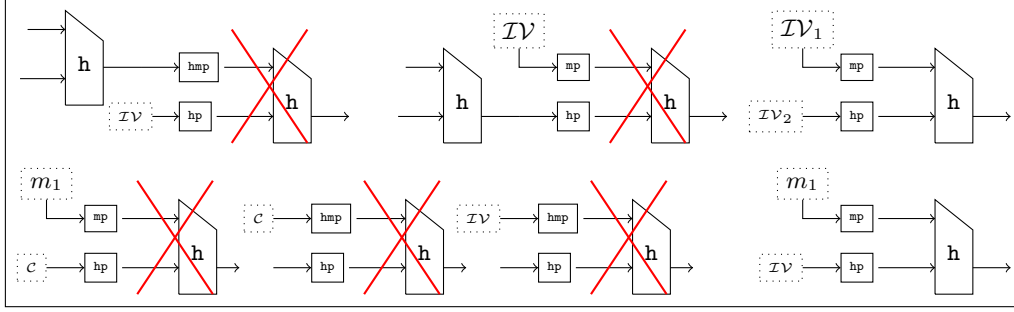 h hmp h IV hp
IV mp h hp h
IV₁ mp IV₂ hp h
m₁ mp C hp h
C hmp hp h
IV hmp hp h
m₁ mp IV hp h